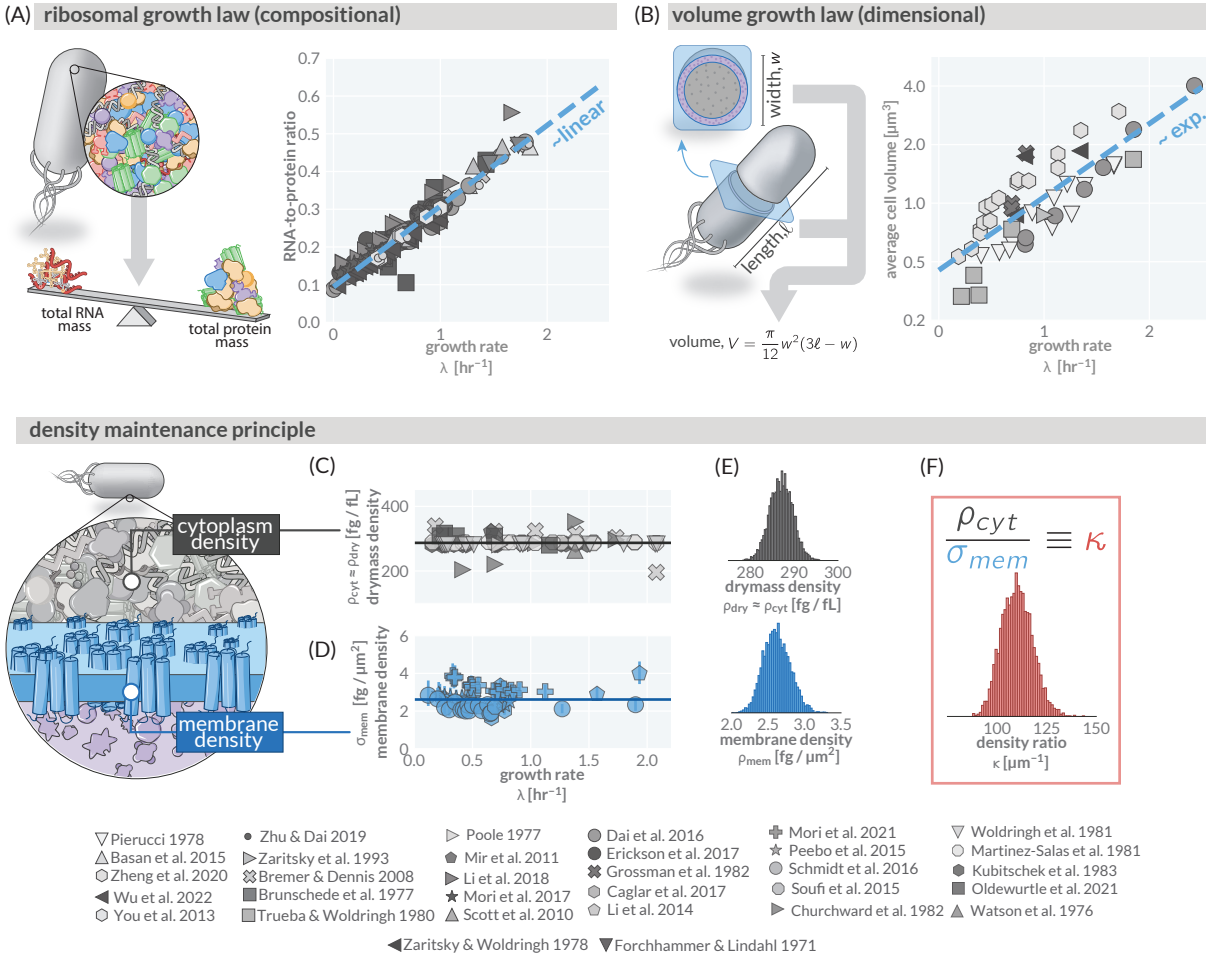 (A) ribosomal growth law (compositional)
total RNA
mass
total protein
mass
RNA-to-protein ratio
0.7
0.6
0.5
0.4
0.3
0.2
0.1
0.0
~linear
0
1
2
growth rate
λ [hr⁻¹]
(B) volume growth law (dimensional)
width, w
length, ℓ
volume, V = π/12 w²(3ℓ − w)
average cell volume [µm³]
4.0
2.0
1.0
0.5
0.2
~ exp.
0
1
2
growth rate
λ [hr⁻¹]
density maintenance principle
cytoplasm
density
membrane
density
(C)
ρcyt ≈ ρdry [fg / fL]
drymass density
400
200
(D)
σmem [fg / µm²]
membrane density
6
4
2
0
0.0
0.5
1.0
1.5
2.0
growth rate
λ [hr⁻¹]
(E)
280
290
300
drymass density
ρdry ≈ ρcyt [fg / fL]
2.0
2.5
3.0
3.5
membrane density
ρmem [fg / µm²]
(F)
ρcyt/σmem ≡ κ
100
125
150
density ratio
κ [µm⁻¹]
Pierucci 1978
Basan et al. 2015
Zheng et al. 2020
Wu et al. 2022
You et al. 2013
Zhu & Dai 2019
Zaritsky et al. 1993
Bremer & Dennis 2008
Brunschede et al. 1977
Trueba & Woldringh 1980
Poole 1977
Mir et al. 2011
Li et al. 2018
Mori et al. 2017
Scott et al. 2010
Dai et al. 2016
Erickson et al. 2017
Grossman et al. 1982
Caglar et al. 2017
Li et al. 2014
Mori et al. 2021
Peebo et al. 2015
Schmidt et al. 2016
Soufi et al. 2015
Churchward et al. 1982
Woldringh et al. 1981
Martinez-Salas et al. 1981
Kubitschek et al. 1983
Oldewurtle et al. 2021
Watson et al. 1976
Zaritsky & Woldringh 1978
Forchhammer & Lindahl 1971